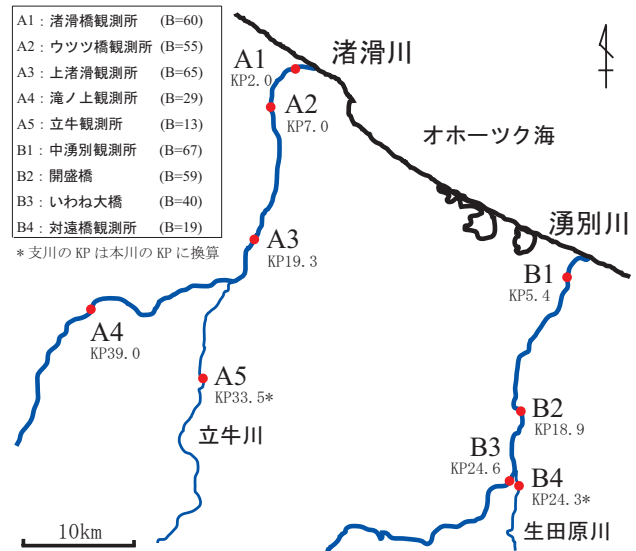 A1：渚滑橋観測所 (B=60)
A2：ウツツ橋観測所 (B=55)
A3：上渚滑観測所 (B=65)
A4：滝ノ上観測所 (B=29)
A5：立牛観測所 (B=13)
B1：中湧別観測所 (B=67)
B2：開盛橋 (B=59)
B3：いわね大橋 (B=40)
B4：対遠橋観測所 (B=19)
*支川のKPは本川のKPに換算
渚滑川
A1
KP2.0
A2
KP7.0
オホーツク海
湧別川
A3
KP19.3
B1
KP5.4
A4
KP39.0
A5
KP33.5*
立牛川
B2
KP18.9
B3
KP24.6
B4
KP24.3*
生田原川
10km